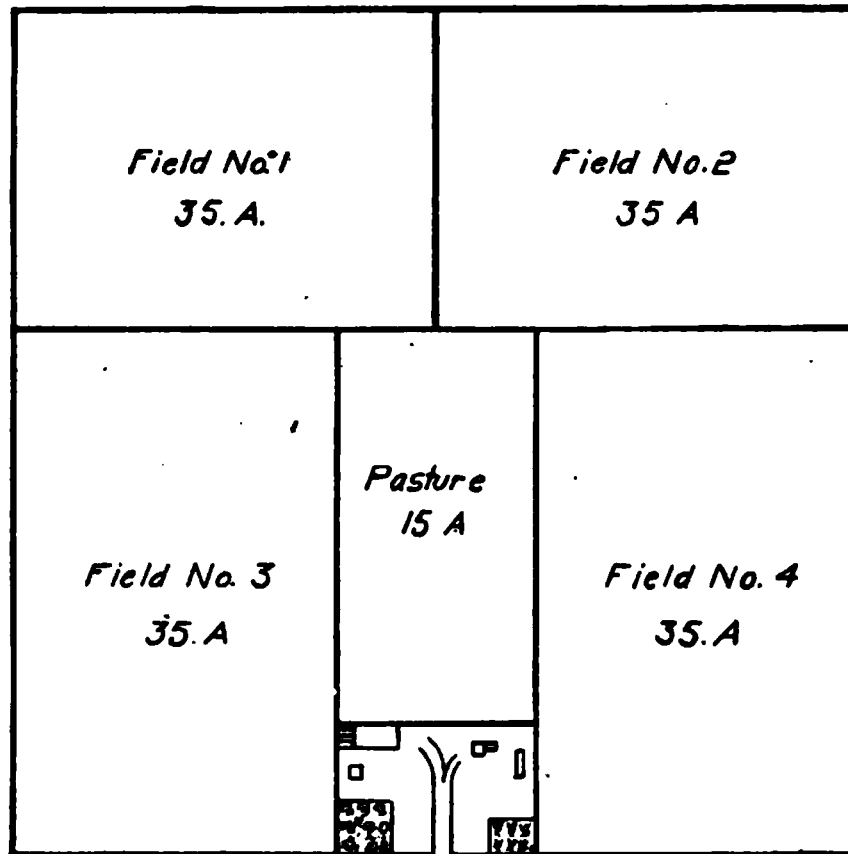 Field No. 1
35. A.
Field No. 2
35 A
Pasture
15 A
Field No. 3
35. A
Field No. 4
35. A